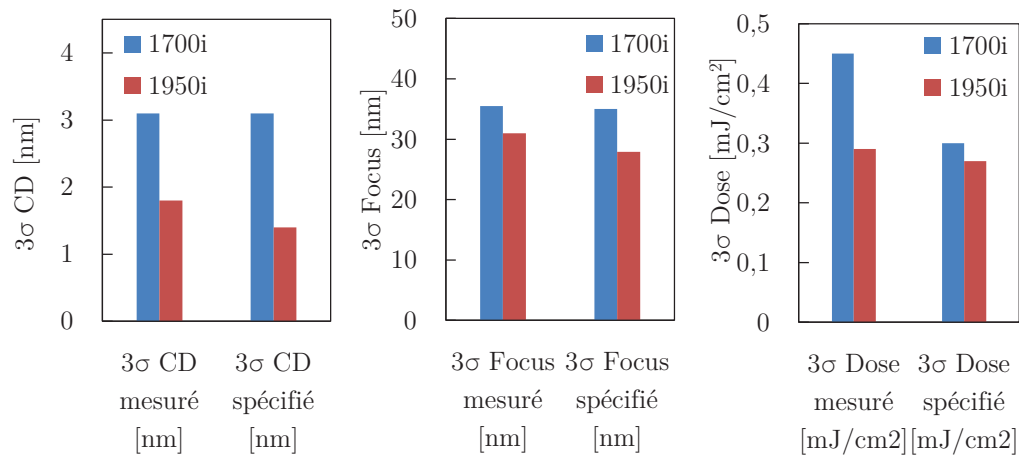 3σ CD [nm]
4
3
2
1
0
1700i
1950i
3σ CD
mesuré
[nm]
3σ CD
spécifié
[nm]
3σ Focus [nm]
50
40
30
20
10
0
1700i
1950i
3σ Focus
mesuré
[nm]
3σ Focus
spécifié
[nm]
3σ Dose [mJ/cm²]
0,5
0,4
0,3
0,2
0,1
0
1700i
1950i
3σ Dose
mesuré
[mJ/cm2]
3σ Dose
spécifié
[mJ/cm2]